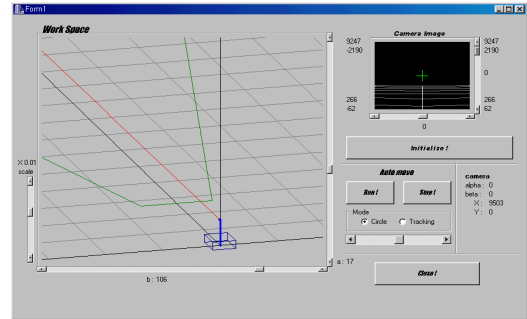 Form1
Work Space
X 0.01
scale
b : 106
a : 17
Camera Image
9247
-2190
266
-62
9247
2190
0
266
62
0
Initialize !
Auto move
Run !
Stop !
Mode
Circle
Tracking
camera
alpha : 0
beta : 0
X : 9503
Y : 0
Close !